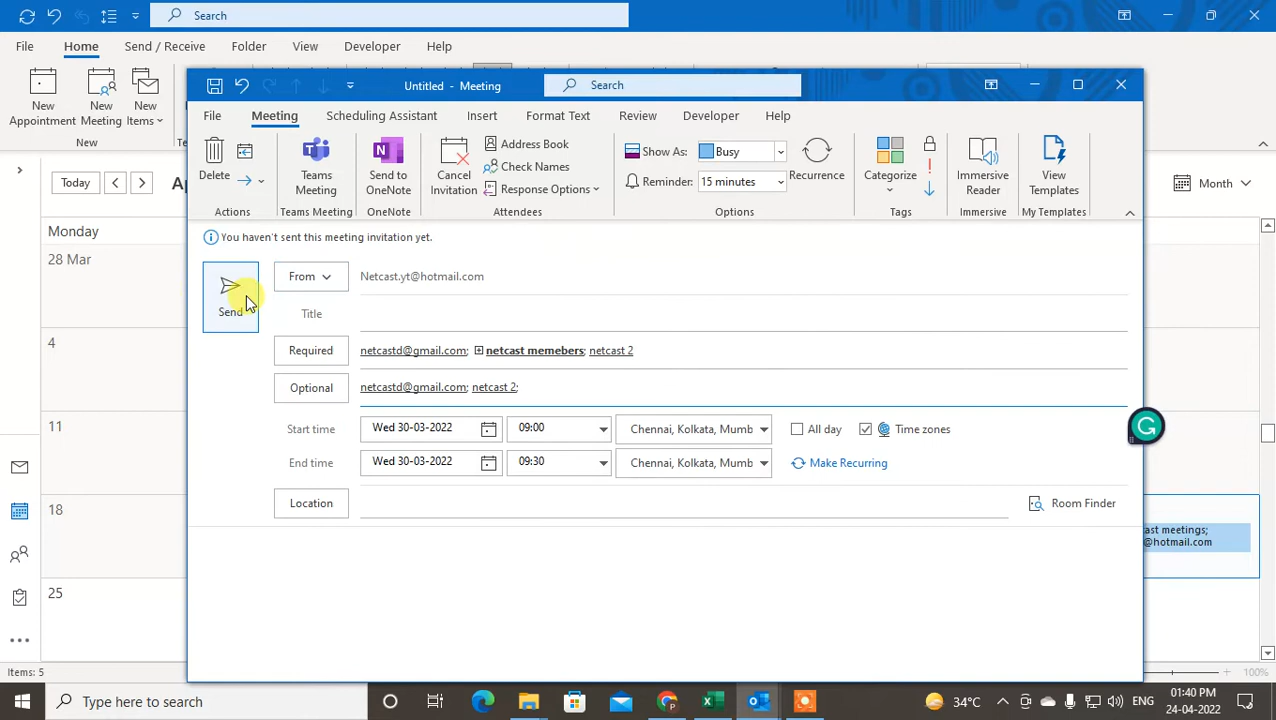 Search
File Home Send / Receive Folder View Developer Help
New Appointment New Meeting New Items
New
Today
Month
Monday
28 Mar
4
11
18
25
Items: 5
Untitled - Meeting Search
File Meeting Scheduling Assistant Insert Format Text Review Developer Help
Delete
Actions
Teams Meeting
Teams Meeting
Send to OneNote
OneNote
Cancel Invitation
Address Book
Check Names
Response Options
Attendees
Show As: Busy
Reminder: 15 minutes
Recurrence
Options
Categorize
Tags
Immersive Reader
Immersive
View Templates
My Templates
You haven't sent this meeting invitation yet.
Send
From Netcast.yt@hotmail.com
Title
Required netcastd@gmail.com; netcast memebers; netcast 2
Optional netcastd@gmail.com; netcast 2;
Start time Wed 30-03-2022 09:00 Chennai, Kolkata, Mumb All day Time zones
End time Wed 30-03-2022 09:30 Chennai, Kolkata, Mumb Make Recurring
Location Room Finder
cast meetings;
@hotmail.com
100%
Type here to search
34°C ENG 01:40 PM
24-04-2022